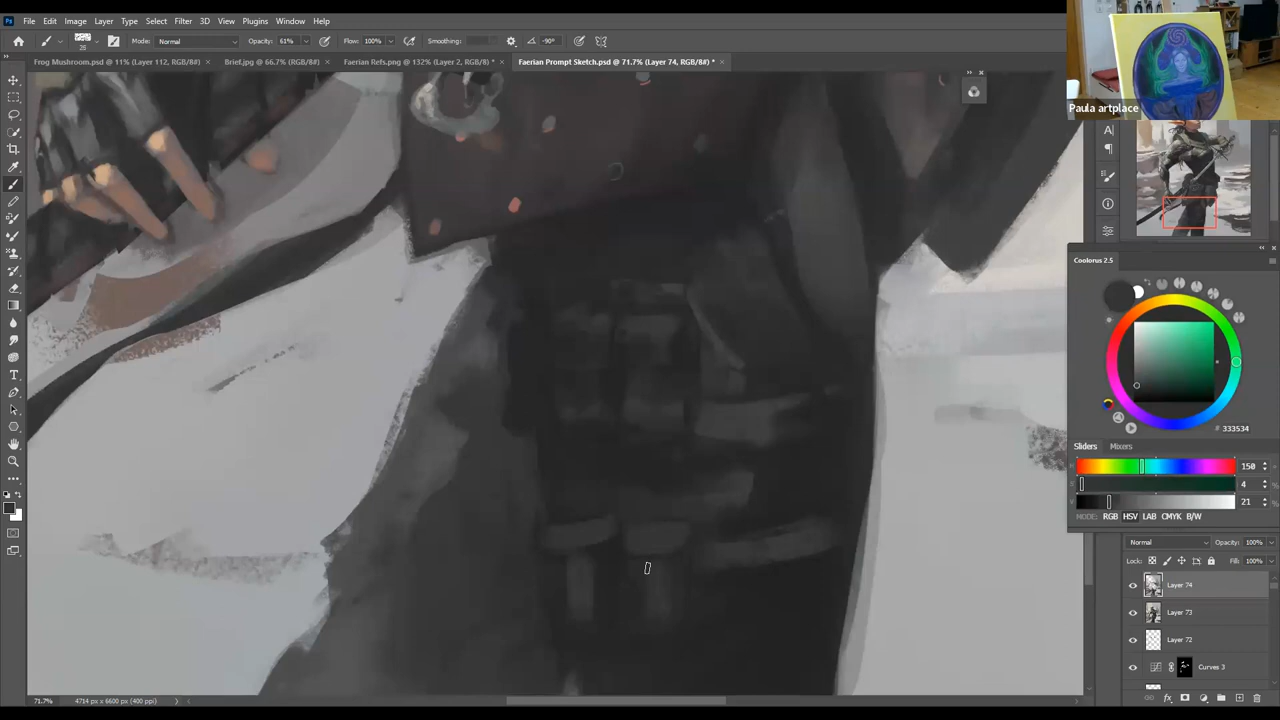 File Edit Image Layer Type Select Filter 3D View Plugins Window Help
26 Mode: Normal Opacity: 61% Flow: 100% Smoothing: -90°
Frog Mushroom.psd @ 11% (Layer 112, RGB/8#) × Brief.jpg @ 66.7% (RGB/8#) × Faerian Refs.png @ 132% (Layer 2, RGB/8#) * × Faerian Prompt Sketch.psd @ 71.7% (Layer 74, RGB/8#) * ×
Paula artplace
Coolorus 2.5
# 333534
Sliders Mixers
H 150 °
S 4 %
V 21 %
MODE: RGB HSV LAB CMYK B/W
Normal Opacity: 100%
Lock: Fill: 100%
Layer 74
Layer 73
Layer 72
Curves 3
71.7% 4714 px x 6600 px (400 ppi)